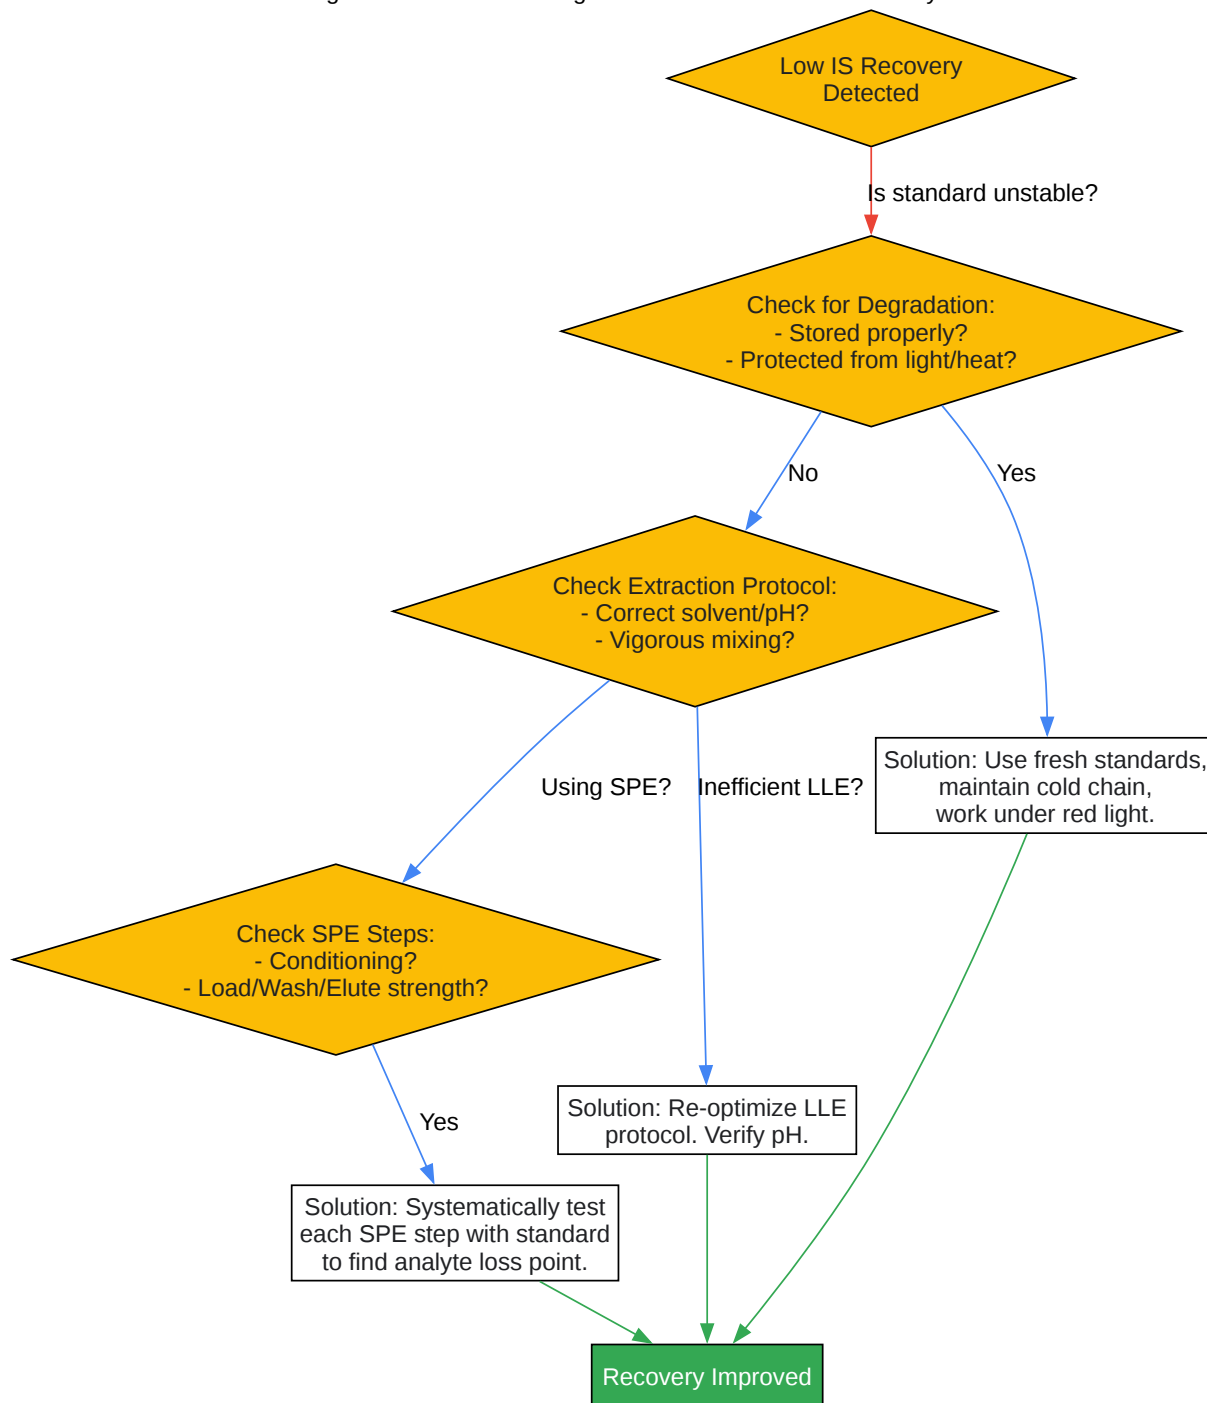 Low IS Recovery
Detected
Is standard unstable?
Check for Degradation:
- Stored properly?
- Protected from light/heat?
No
Yes
Check Extraction Protocol:
- Correct solvent/pH?
- Vigorous mixing?
Using SPE?
Inefficient LLE?
Solution: Use fresh standards,
maintain cold chain,
work under red light.
Check SPE Steps:
- Conditioning?
- Load/Wash/Elute strength?
Yes
Solution: Re-optimize LLE
protocol. Verify pH.
Solution: Systematically test
each SPE step with standard
to find analyte loss point.
Recovery Improved